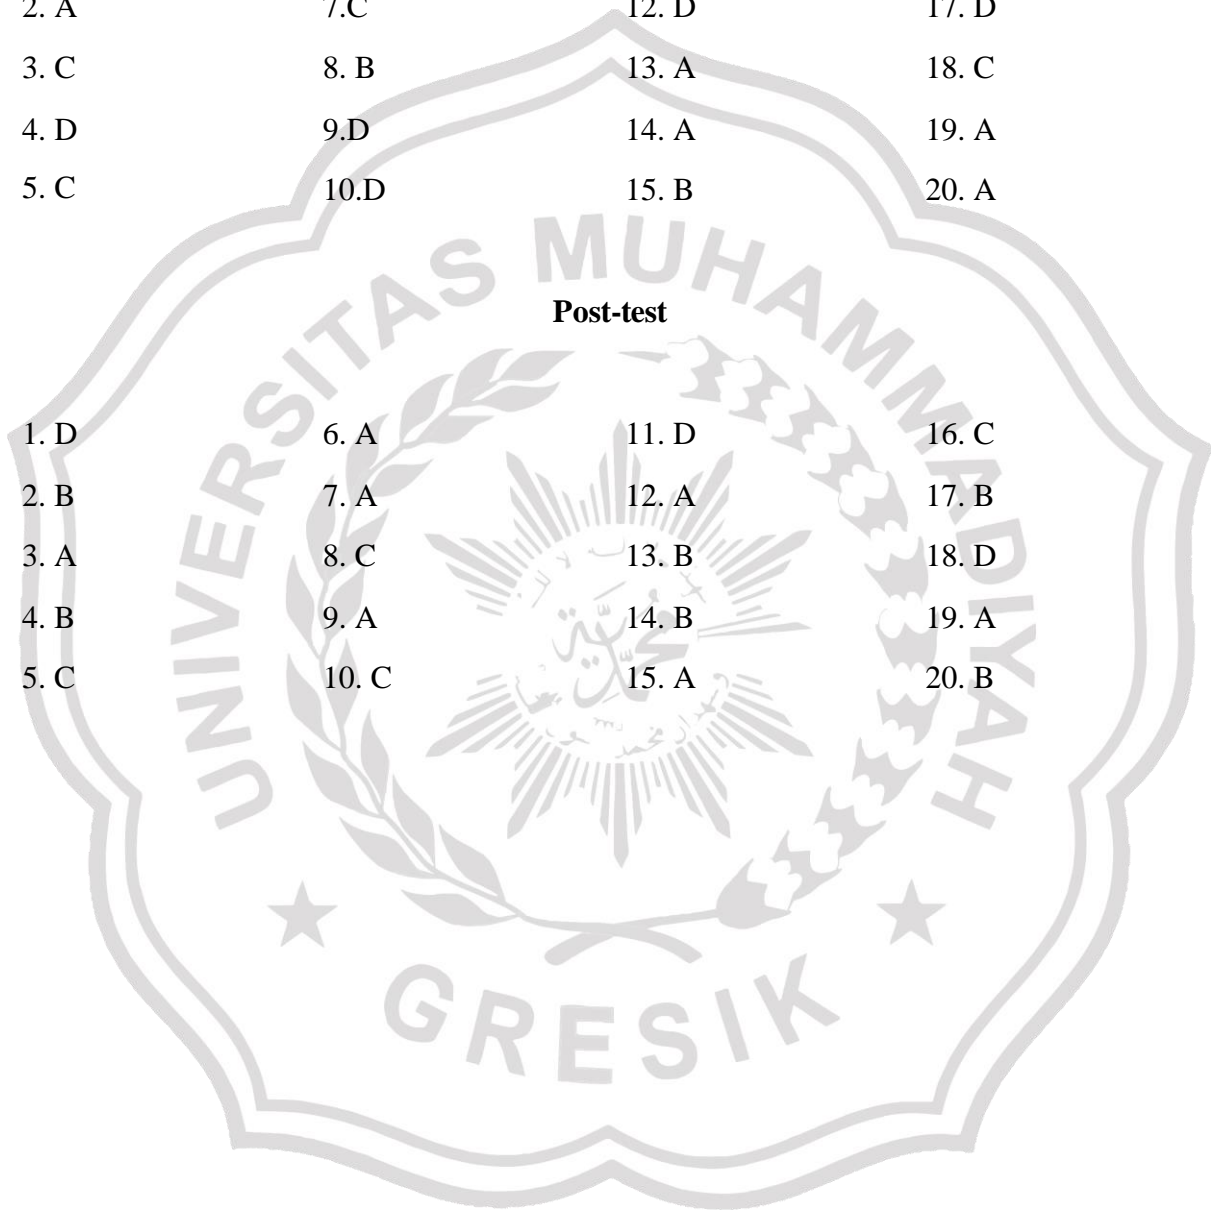 2. A 7.C 12. D 17. D
3. C 8. B 13. A 18. C
4. D 9.D 14. A 19. A
5. C 10.D 15. B 20. A
UNIVERSITAS MUHAMMADIYAH
Post-test
1. D 6. A 11. D 16. C
2. B 7. A 12. A 17. B
3. A 8. C 13. B 18. D
4. B 9. A 14. B 19. A
5. C 10. C 15. A 20. B
GRESIK